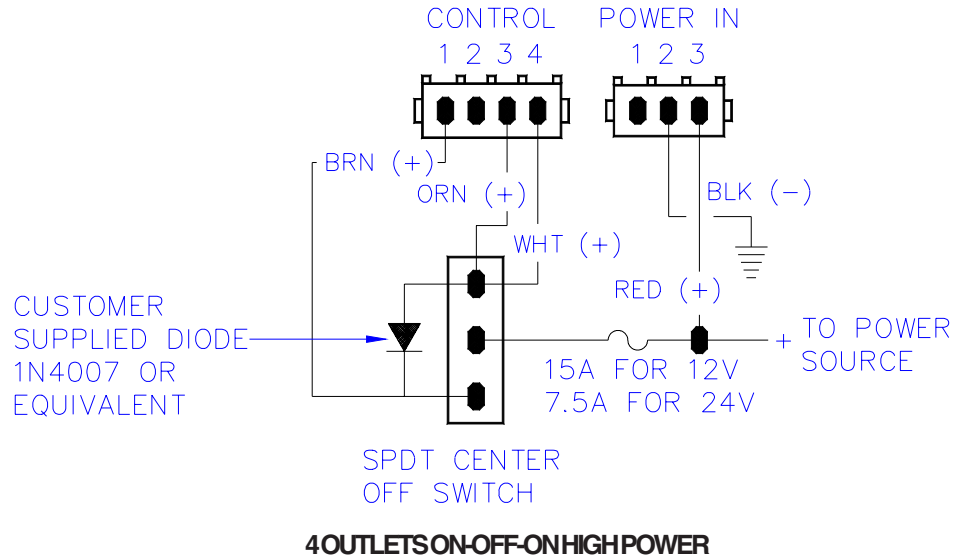 CONTROL
1 2 3 4
POWER IN
1 2 3
BRN (+)
ORN (+)
WHT (+)
BLK (-)
RED (+)
CUSTOMER
SUPPLIED DIODE
1N4007 OR
EQUIVALENT
+ TO POWER
SOURCE
15A FOR 12V
7.5A FOR 24V
SPDT CENTER
OFF SWITCH
4 OUTLETS ON-OFF-ON HIGH POWER